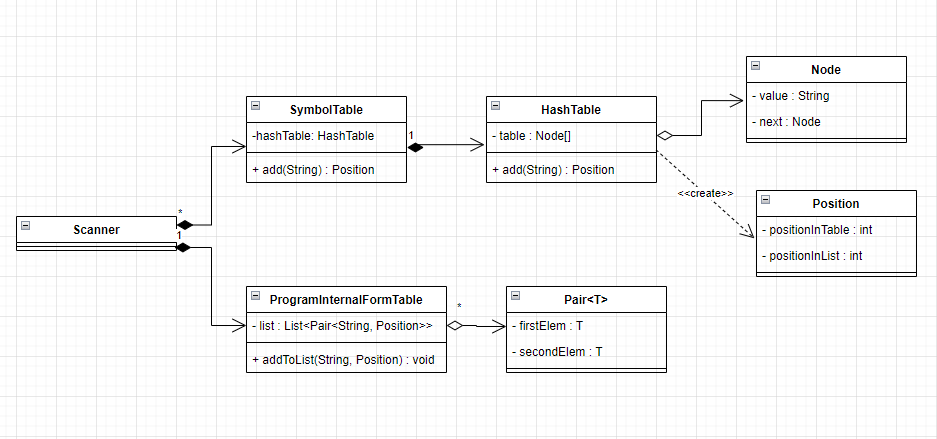 Node
- value : String
- next : Node
SymbolTable
-hashTable: HashTable
+ add(String) : Position
1
HashTable
- table : Node[]
+ add(String) : Position
<<create>>
Position
- positionInTable : int
- positionInList : int
Scanner
*
1
ProgramInternalFormTable
- list : List<Pair<String, Position>>
+ addToList(String, Position) : void
*
Pair<T>
- firstElem : T
- secondElem : T